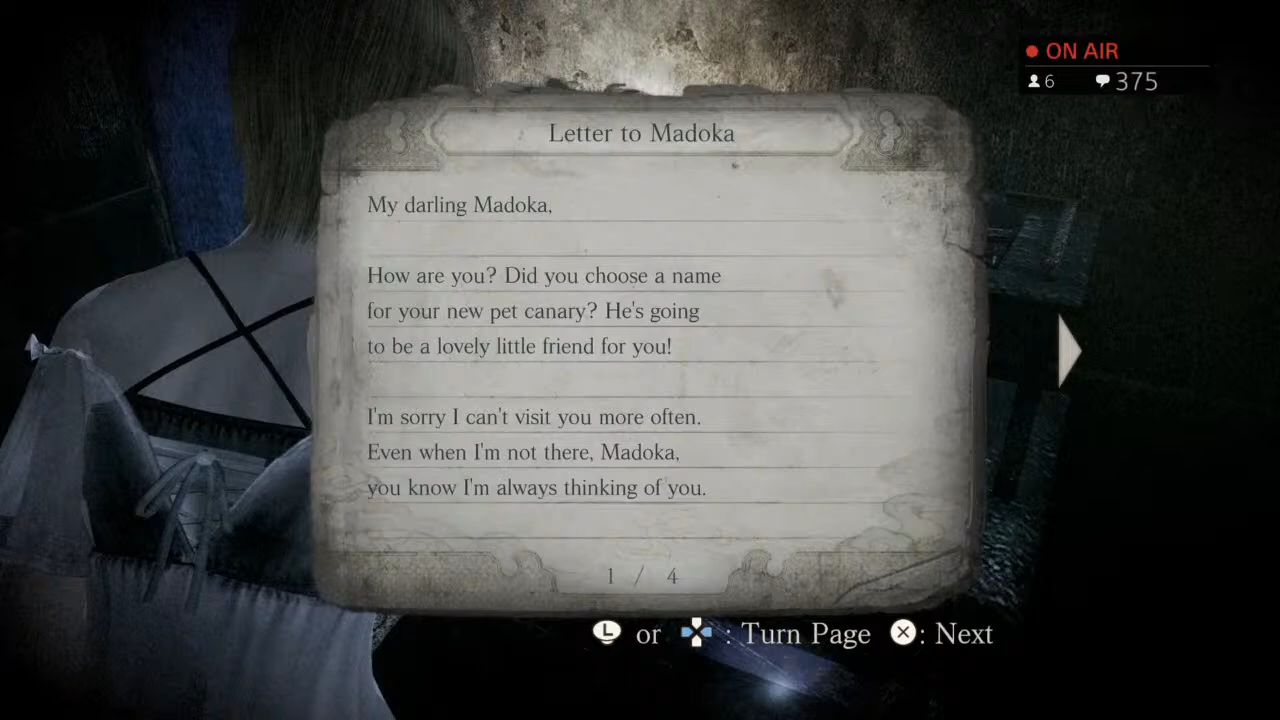 ON AIR
6 375
Letter to Madoka
My darling Madoka,
How are you? Did you choose a name
for your new pet canary? He's going
to be a lovely little friend for you!
I'm sorry I can't visit you more often.
Even when I'm not there, Madoka,
you know I'm always thinking of you.
1 / 4
L or : Turn Page X : Next